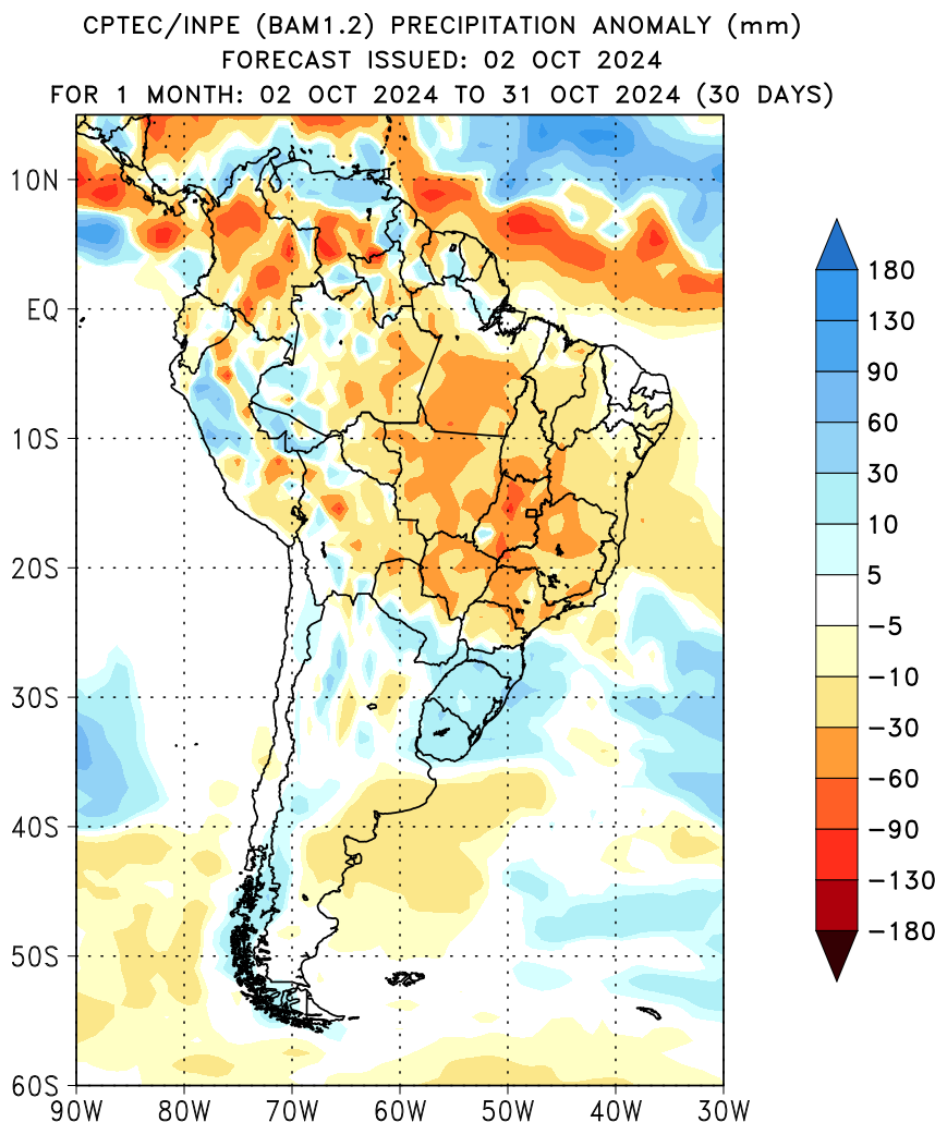 CPTEC/INPE (BAM1.2) PRECIPITATION ANOMALY (mm)
FORECAST ISSUED: 02 OCT 2024
FOR 1 MONTH: 02 OCT 2024 TO 31 OCT 2024 (30 DAYS)
10N
EQ
10S
20S
30S
40S
50S
60S
90W 80W 70W 60W 50W 40W 30W
180
130
90
60
30
10
5
−5
−10
−30
−60
−90
−130
−180